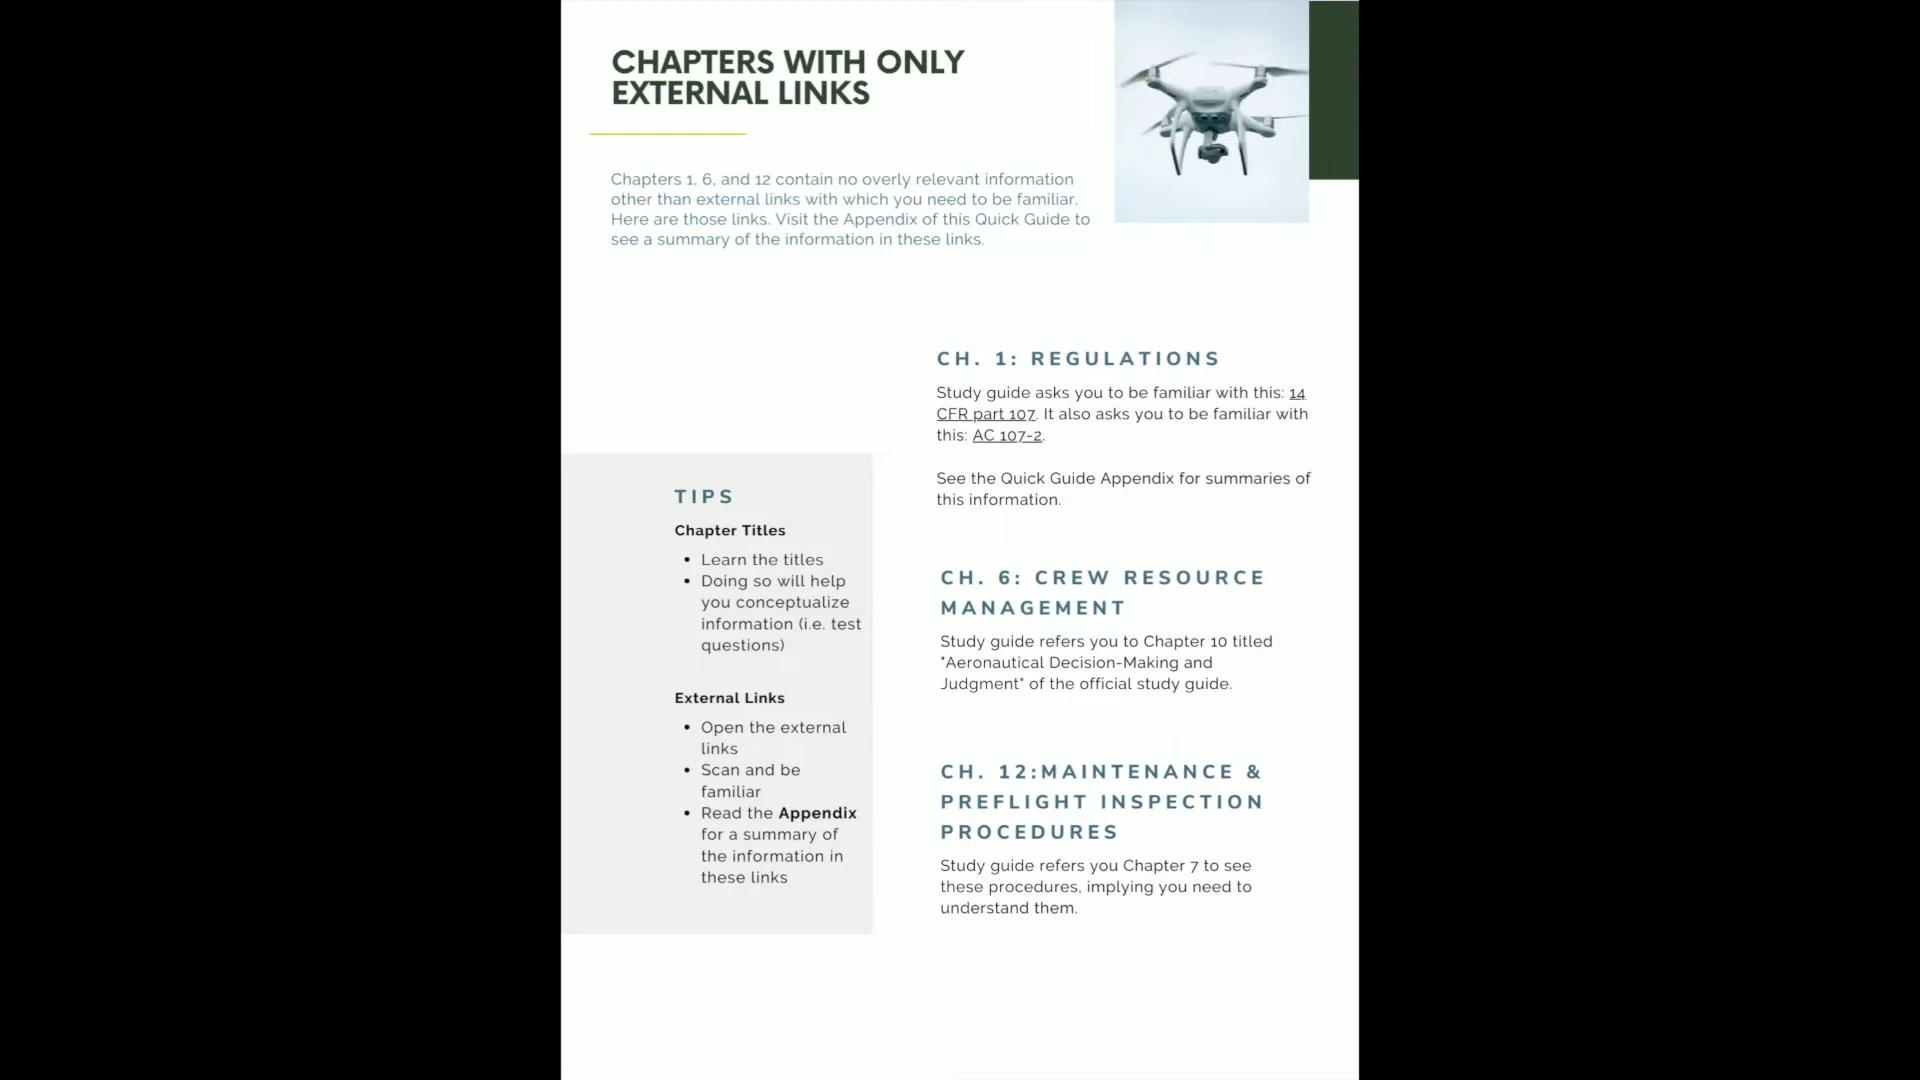 CHAPTERS WITH ONLY
EXTERNAL LINKS
Chapters 1, 6, and 12 contain no overly relevant information
other than external links with which you need to be familiar.
Here are those links. Visit the Appendix of this Quick Guide to
see a summary of the information in these links.
CH. 1: REGULATIONS
Study guide asks you to be familiar with this: 14
CFR part 107. It also asks you to be familiar with
this: AC 107-2.
See the Quick Guide Appendix for summaries of
this information.
TIPS
Chapter Titles
• Learn the titles
• Doing so will help
you conceptualize
information (i.e. test
questions)
External Links
• Open the external
links
• Scan and be
familiar
• Read the Appendix
for a summary of
the information in
these links
CH. 6: CREW RESOURCE
MANAGEMENT
Study guide refers you to Chapter 10 titled
"Aeronautical Decision-Making and
Judgment" of the official study guide.
CH. 12:MAINTENANCE &
PREFLIGHT INSPECTION
PROCEDURES
Study guide refers you Chapter 7 to see
these procedures, implying you need to
understand them.